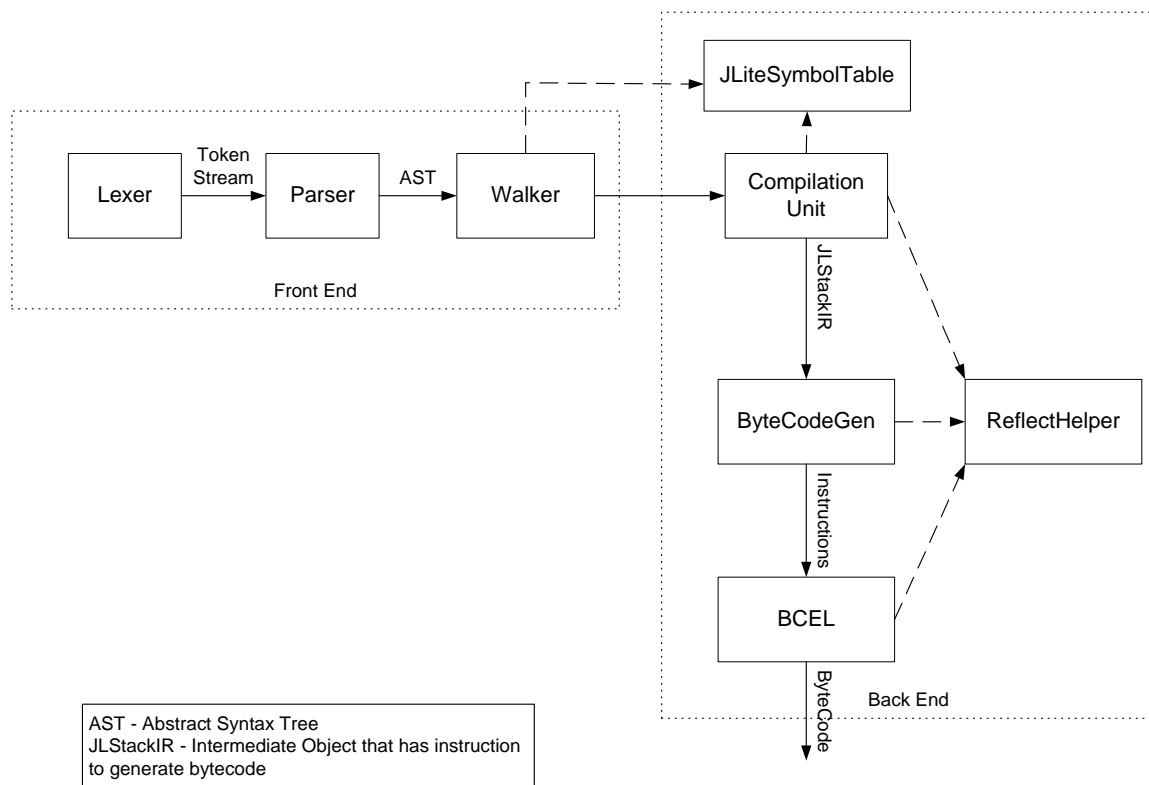 JLiteSymbolTable
Lexer
Token
Stream
Parser
AST
Walker
Compilation
Unit
Front End
JLStackIR
ByteCodeGen
ReflectHelper
Instructions
BCEL
ByteCode
Back End
AST - Abstract Syntax Tree
JLStackIR - Intermediate Object that has instruction
to generate bytecode